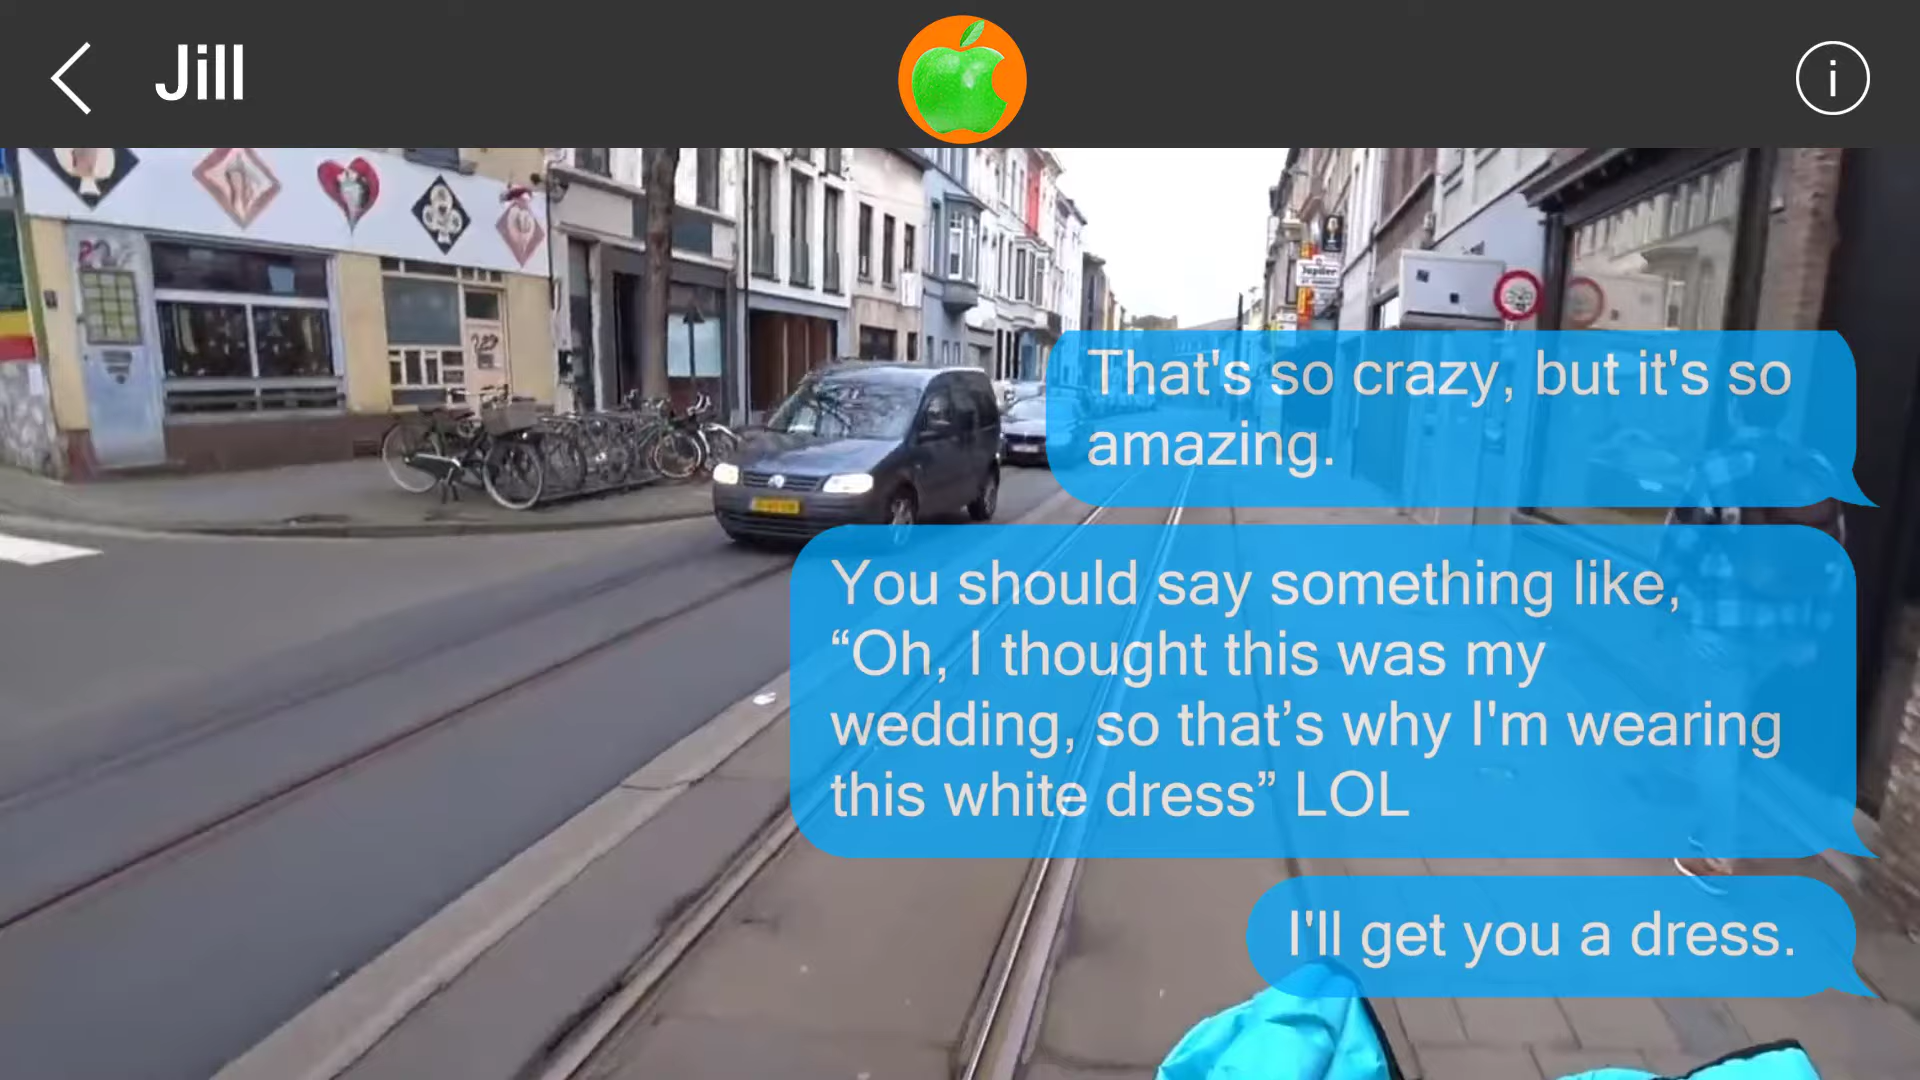 Jill
i
Jupiler
That's so crazy, but it's so
amazing.
You should say something like,
“Oh, I thought this was my
wedding, so that’s why I'm wearing
this white dress” LOL
I'll get you a dress.